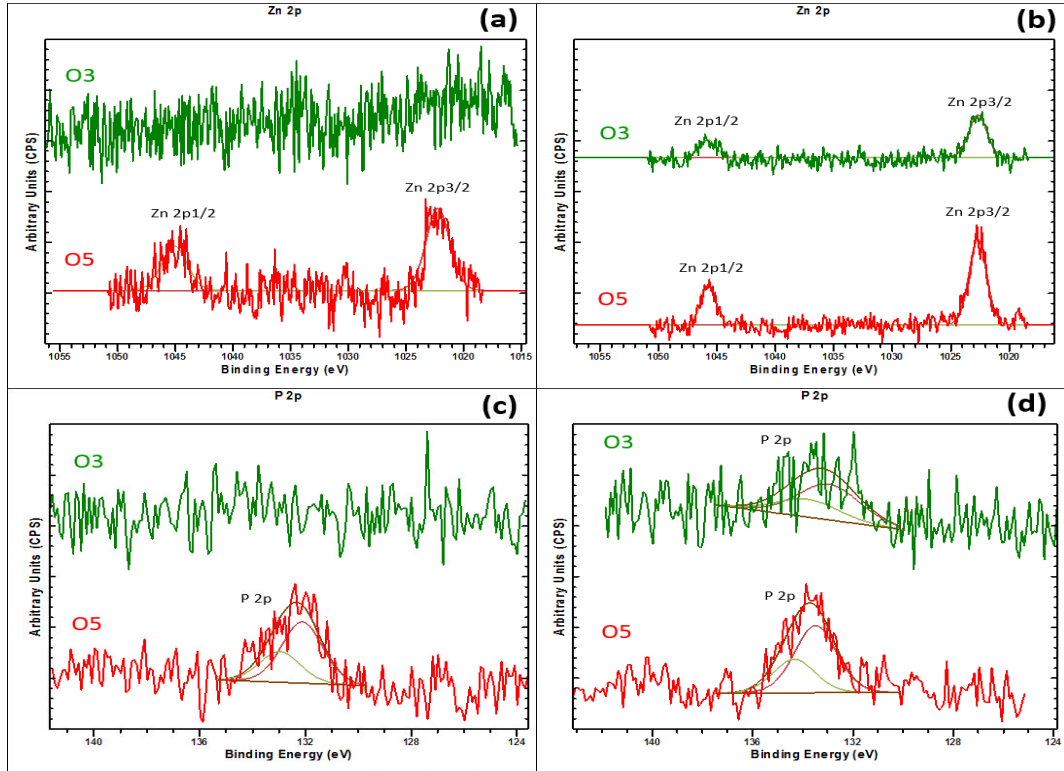 Zn 2p
(a)
O3
Zn 2p1/2
Zn 2p3/2
O5
Arbitrary Units (CPS)
1055 1050 1045 1040 1035 1030 1025 1020 1015
Binding Energy (eV)
Zn 2p
(b)
O3
Zn 2p1/2
Zn 2p3/2
Zn 2p3/2
Zn 2p1/2
O5
Arbitrary Units (CPS)
1055 1050 1045 1040 1035 1030 1025 1020
Binding Energy (eV)
P 2p
(c)
O3
P 2p
O5
Arbitrary Units (CPS)
140 136 132 128 124
Binding Energy (eV)
P 2p
(d)
O3
P 2p
P 2p
O5
Arbitrary Units (CPS)
140 136 132 128 124
Binding Energy (eV)